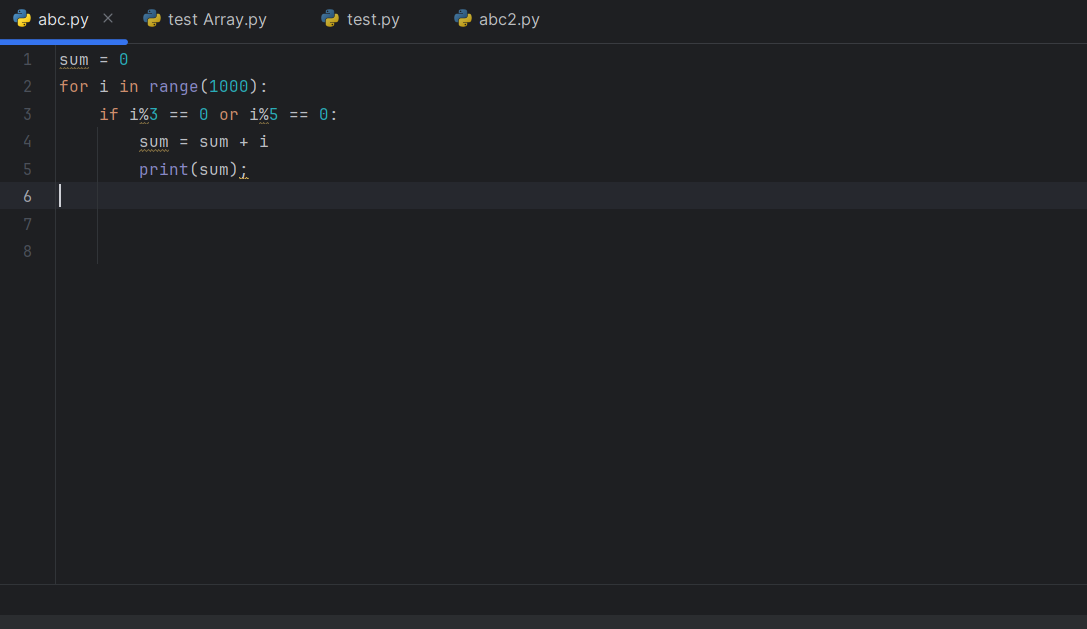 abc.py test Array.py test.py abc2.py
1 sum = 0
2 for i in range(1000):
3     if i%3 == 0 or i%5 == 0:
4         sum = sum + i
5         print(sum);
6
7
8